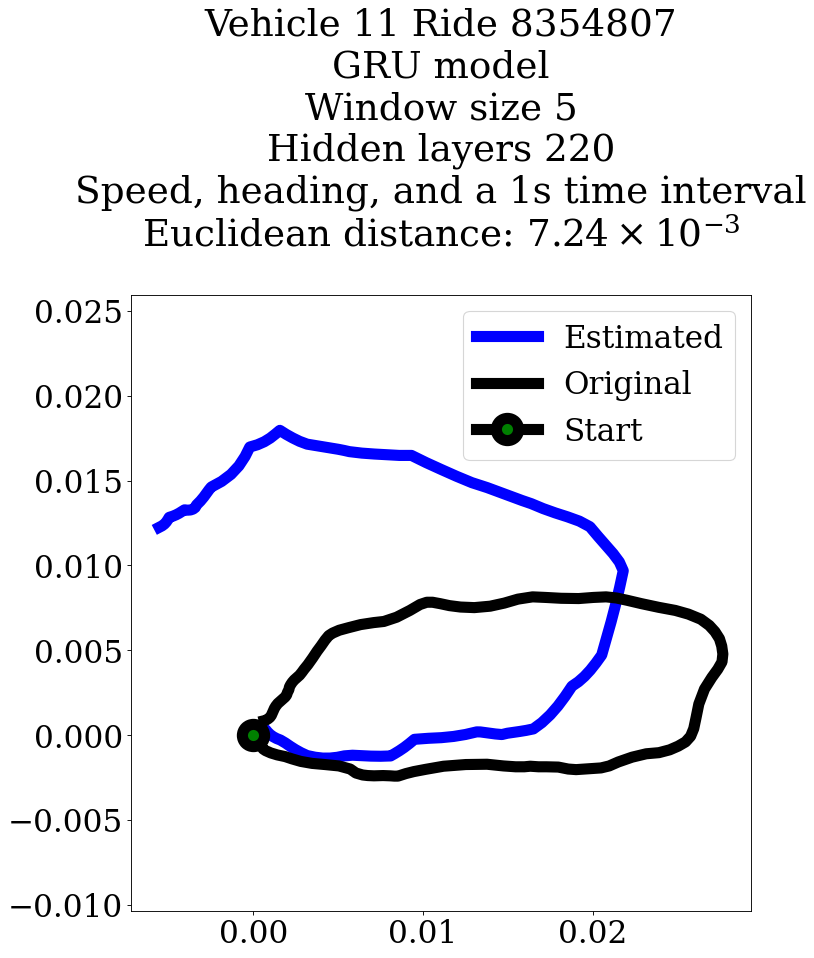 Vehicle 11 Ride 8354807
GRU model
Window size 5
Hidden layers 220
Speed, heading, and a 1s time interval
Euclidean distance: 7.24 × 10⁻³
0.025
0.020
0.015
0.010
0.005
0.000
−0.005
−0.010
Estimated
Original
Start
0.00
0.01
0.02